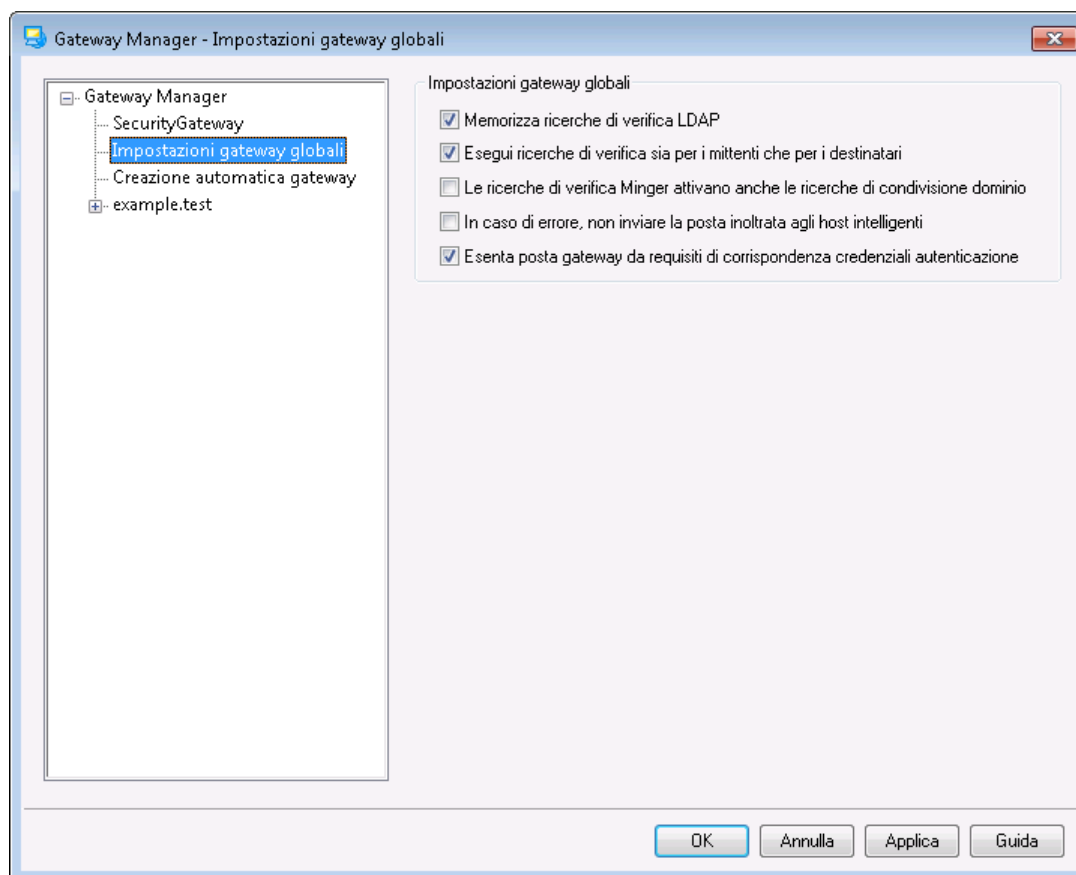 Gateway Manager - Impostazioni gateway globali
Gateway Manager
SecurityGateway
Impostazioni gateway globali
Creazione automatica gateway
example.test
Impostazioni gateway globali
Memorizza ricerche di verifica LDAP
Esegui ricerche di verifica sia per i mittenti che per i destinatari
Le ricerche di verifica Minger attivano anche le ricerche di condivisione dominio
In caso di errore, non inviare la posta inoltrata agli host intelligenti
Esenta posta gateway da requisiti di corrispondenza credenziali autenticazione
OK
Annulla
Applica
Guida